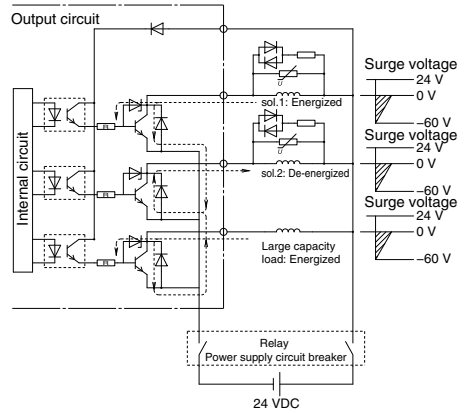 Output circuit
Internal circuit
Surge voltage
24 V
0 V
−60 V
sol.1: Energized
Surge voltage
24 V
0 V
−60 V
sol.2: De-energized
Surge voltage
24 V
0 V
−60 V
Large capacity
load: Energized
Relay
Power supply circuit breaker
24 VDC